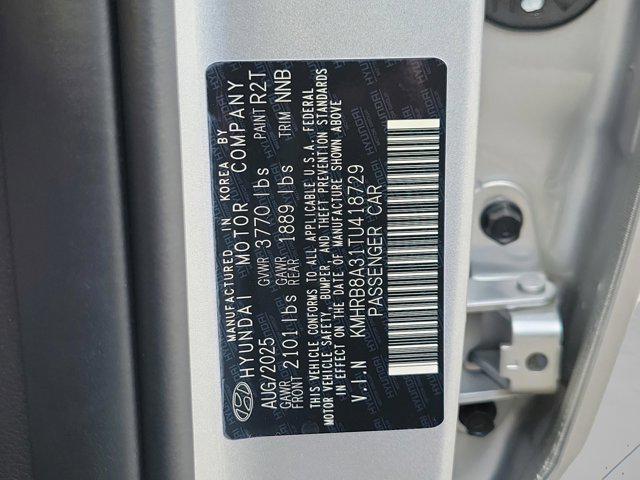 MANUFACTURED IN KOREA BY
HYUNDAI MOTOR COMPANY
AUG/2025 GVWR 3770 lbs PAINT R2T
GAWR FRONT 2101 lbs GAWR REAR 1889 lbs TRIM NNB
THIS VEHICLE CONFORMS TO ALL APPLICABLE U.S.A. FEDERAL
MOTOR VEHICLE SAFETY, BUMPER, AND THEFT PREVENTION STANDARDS
IN EFFECT ON THE DATE OF MANUFACTURE SHOWN ABOVE
V.I.N KMHRB8A31TU418729
PASSENGER CAR